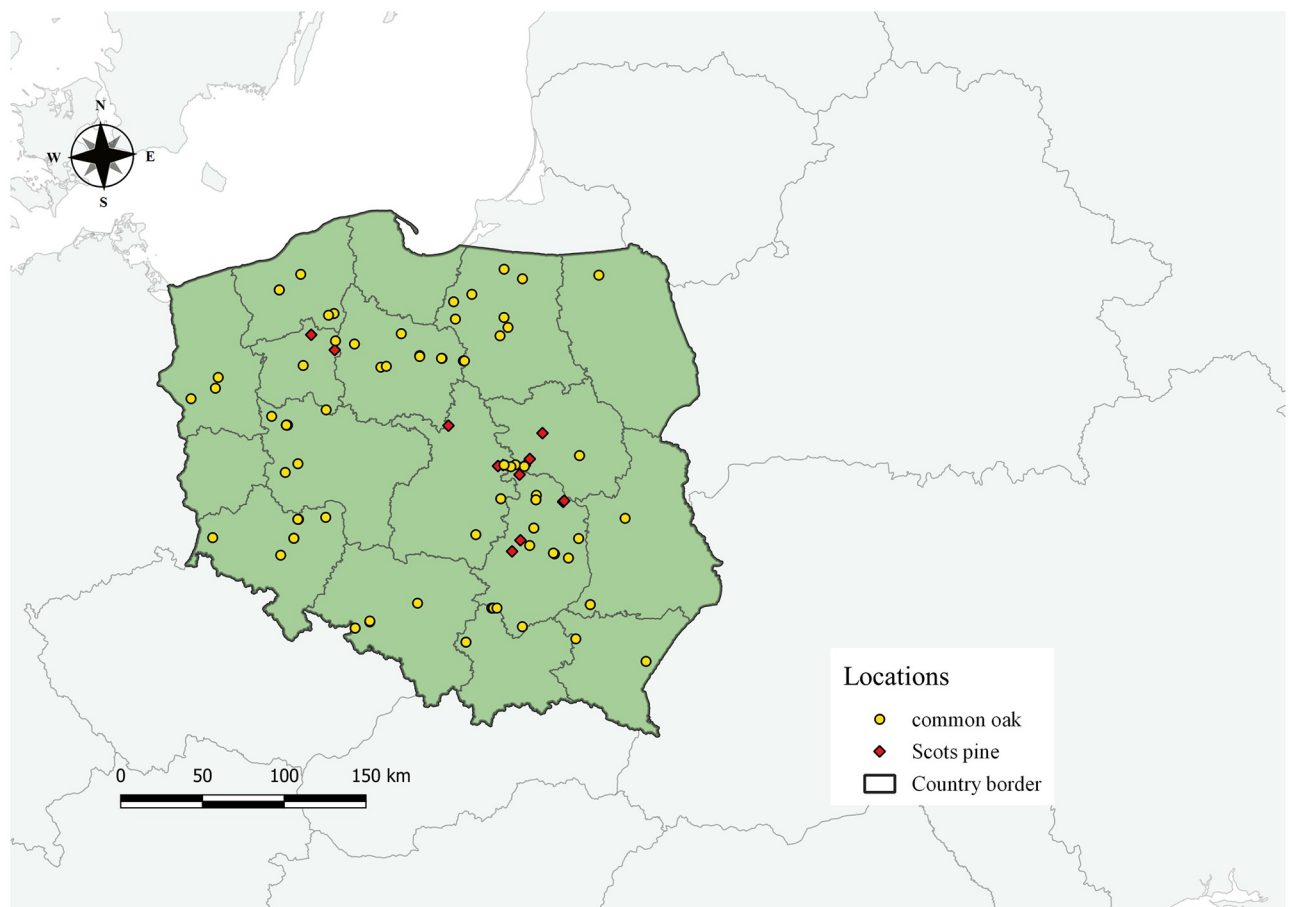 N
W E
S
Locations
common oak
Scots pine
Country border
0 50 100 150 km